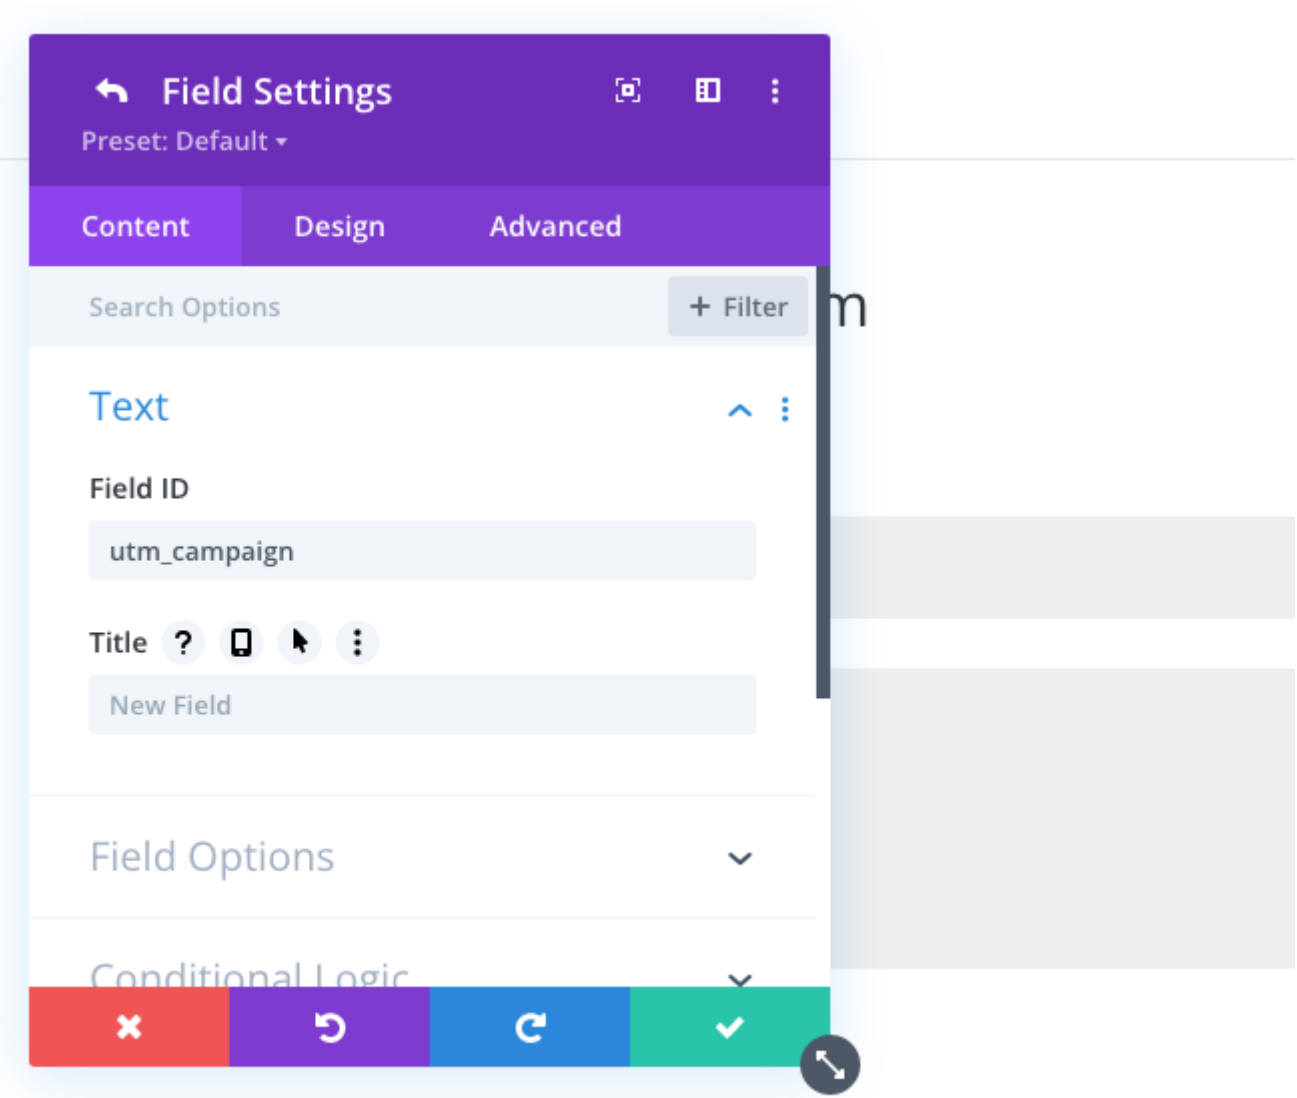 Field Settings
Preset: Default
Content Design Advanced
Search Options + Filter
m
Text
Field ID
utm_campaign
Title ?
New Field
Field Options
Conditional Logic